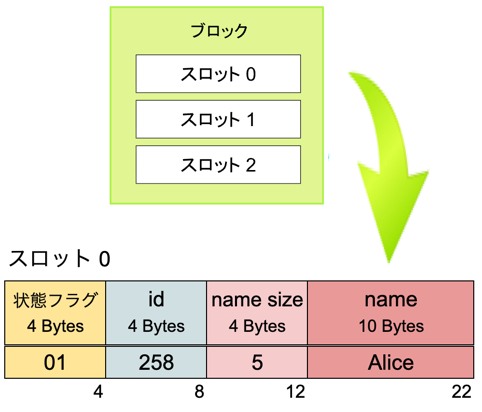 ブロック
スロット 0
スロット 1
スロット 2
スロット 0
状態フラグ id name size name
4 Bytes 4 Bytes 4 Bytes 10 Bytes
01 258 5 Alice
4 8 12 22